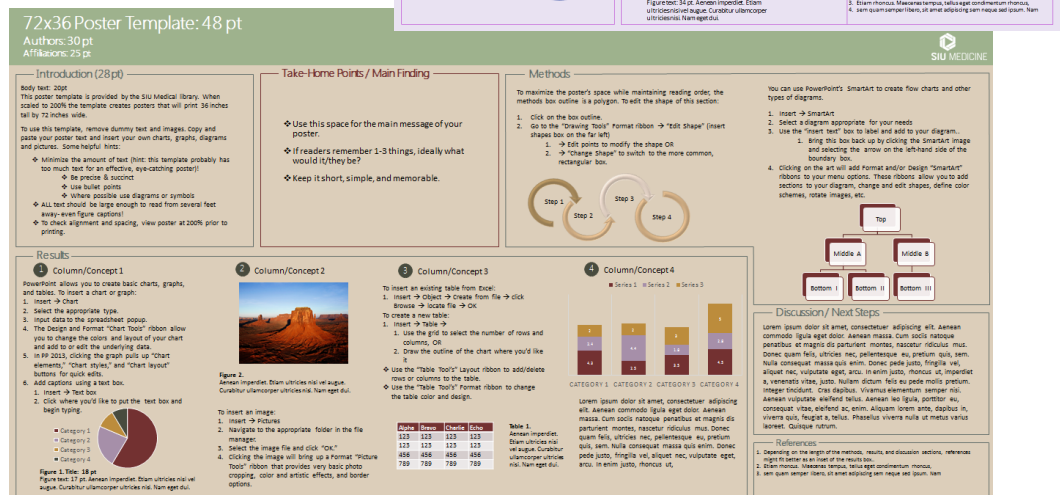 Figure text: 34 pt. Aenean imperdiet. Etiam
ultricies nisi vel augue. Curabitur ullamcorper
ultricies nisi. Nam eget dui.
3. Etiam rhoncus. Maecenas tempus, tellus eget condimentum rhoncus,
4. sem quam semper libero, sit amet adipiscing sem neque sed ipsum. Nam
72x36 Poster Template: 48 pt
Authors: 30 pt
Affiliations: 25 pt
SIU MEDICINE
Introduction (28pt)
Body text: 20pt
This poster template is provided by the SIU Medical library. When
scaled to 200% the template creates posters that will print 36 inches
tall by 72 inches wide.
To use this template, remove dummy text and images. Copy and
paste your poster text and insert your own charts, graphs, diagrams
and pictures. Some helpful hints:
❖ Minimize the amount of text (hint: this template probably has
too much text for an effective, eye-catching poster)!
❖ Be precise & succinct
❖ Use bullet points
❖ Where possible use diagrams or symbols
❖ ALL text should be large enough to read from several feet
away- even figure captions!
❖ To check alignment and spacing, view poster at 200% prior to
printing.
Take-Home Points / Main Finding
❖ Use this space for the main message of your
poster.
❖ If readers remember 1-3 things, ideally what
would it/they be?
❖ Keep it short, simple, and memorable.
Methods
To maximize the poster's space while maintaining reading order, the
methods box outline is a polygon. To edit the shape of this section:
1. Click on the box outline.
2. Go to the "Drawing Tools" Format ribbon → "Edit Shape" (insert
shapes box on the far left)
1. → Edit points to modify the shape OR
2. → "Change Shape" to switch to the more common,
rectangular box.
Step 1
Step 2
Step 3
Step 4
You can use PowerPoint's SmartArt to create flow charts and other
types of diagrams.
1. Insert → SmartArt
2. Select a diagram appropriate for your needs
3. Use the "insert text" box to label and add to your diagram..
1. Bring this box back up by clicking the SmartArt image
and selecting the arrow on the left-hand side of the
boundary box.
4. Clicking on the art will add Format and/or Design "SmartArt"
ribbons to your menu options. These ribbons allow you to add
sections to your diagram, change and edit shapes, define color
schemes, rotate images, etc.
Top
Middle A
Middle B
Bottom I
Bottom II
Bottom III
Results
1 Column/Concept 1
PowerPoint allows you to create basic charts, graphs,
and tables. To insert a chart or graph:
1. Insert → Chart
2. Select the appropriate type.
3. Input data to the spreadsheet popup.
4. The Design and Format "Chart Tools" ribbon allow
you to change the colors and layout of your chart
and add to or edit the underlying data.
5. In PP 2013, clicking the graph pulls up "Chart
elements," "Chart styles," and "Chart layout"
buttons for quick edits.
6. Add captions using a text box.
1. Insert → Text box
2. Click where you'd like to put the text box and
begin typing.
Category 1
Category 2
Category 3
Category 4
Figure 1. Title: 18 pt
Figure text: 17 pt. Aenean imperdiet. Etiam ultricies nisi vel
augue. Curabitur ullamcorper ultricies nisi. Nam eget dui.
2 Column/Concept 2
Figure 2.
Aenean imperdiet. Etiam ultricies nisi vel augue.
Curabitur ullamcorper ultricies nisi. Nam eget dui.
To insert an image:
1. Insert → Pictures
2. Navigate to the appropriate folder in the file
manager.
3. Select the image file and click "OK."
4. Clicking the image will bring up a Format "Picture
Tools" ribbon that provides very basic photo
cropping, color and artistic effects, and border
options.
3 Column/Concept 3
To insert an existing table from Excel:
1. Insert → Object → Create from file → click
Browse → locate file → OK
To create a new table:
1. Insert → Table →
1. Use the grid to select the number of rows and
columns, OR
2. Draw the outline of the chart where you'd like
it
❖ Use the "Table Tools" Layout ribbon to add/delete
rows or columns to the table.
❖ Use the "Table Tools" Format ribbon to change
the table color and design.
Alpha Bravo Charlie Echo
123 123 123 123
123 123 123 123
456 456 456 456
789 789 789 789
Table 1.
Aenean imperdiet.
Etiam ultricies nisi
vel augue. Curabitur
ullamcorper ultricies
nisi. Nam eget dui.
4 Column/Concept 4
Series 1 Series 2 Series 3
CATEGORY 1 CATEGORY 2 CATEGORY 3 CATEGORY 4
Lorem ipsum dolor sit amet, consectetuer adipiscing elit.
Aenean commodo ligula eget dolor. Aenean massa. Cum
sociis natoque penatibus et magnis dis
parturient montes, nascetur ridiculus mus. Donec
quam felis, ultricies nec, pellentesque eu, pretium
quis, sem. Nulla consequat massa quis enim. Donec
pede justo, fringilla vel, aliquet nec, vulputate eget,
arcu. In enim justo, rhoncus ut,
Discussion/ Next Steps
Lorem ipsum dolor sit amet, consectetuer adipiscing elit. Aenean
commodo ligula eget dolor. Aenean massa. Cum sociis natoque
penatibus et magnis dis parturient montes, nascetur ridiculus mus.
Donec quam felis, ultricies nec, pellentesque eu, pretium quis, sem.
Nulla consequat massa quis enim. Donec pede justo, fringilla vel,
aliquet nec, vulputate eget, arcu. In enim justo, rhoncus ut, imperdiet
a, venenatis vitae, justo. Nullam dictum felis eu pede mollis pretium.
Integer tincidunt. Cras dapibus. Vivamus elementum semper nisi.
Aenean vulputate eleifend tellus. Aenean leo ligula, porttitor eu,
consequat vitae, eleifend ac, enim. Aliquam lorem ante, dapibus in,
viverra quis, feugiat a, tellus. Phasellus viverra nulla ut metus varius
laoreet. Quisque rutrum.
References
1. Depending on the length of the methods, results, and discussion sections, references
might fit better as an inset of the results box..
2. Etiam rhoncus. Maecenas tempus, tellus eget condimentum rhoncus,
3. sem quam semper libero, sit amet adipiscing sem neque sed ipsum. Nam